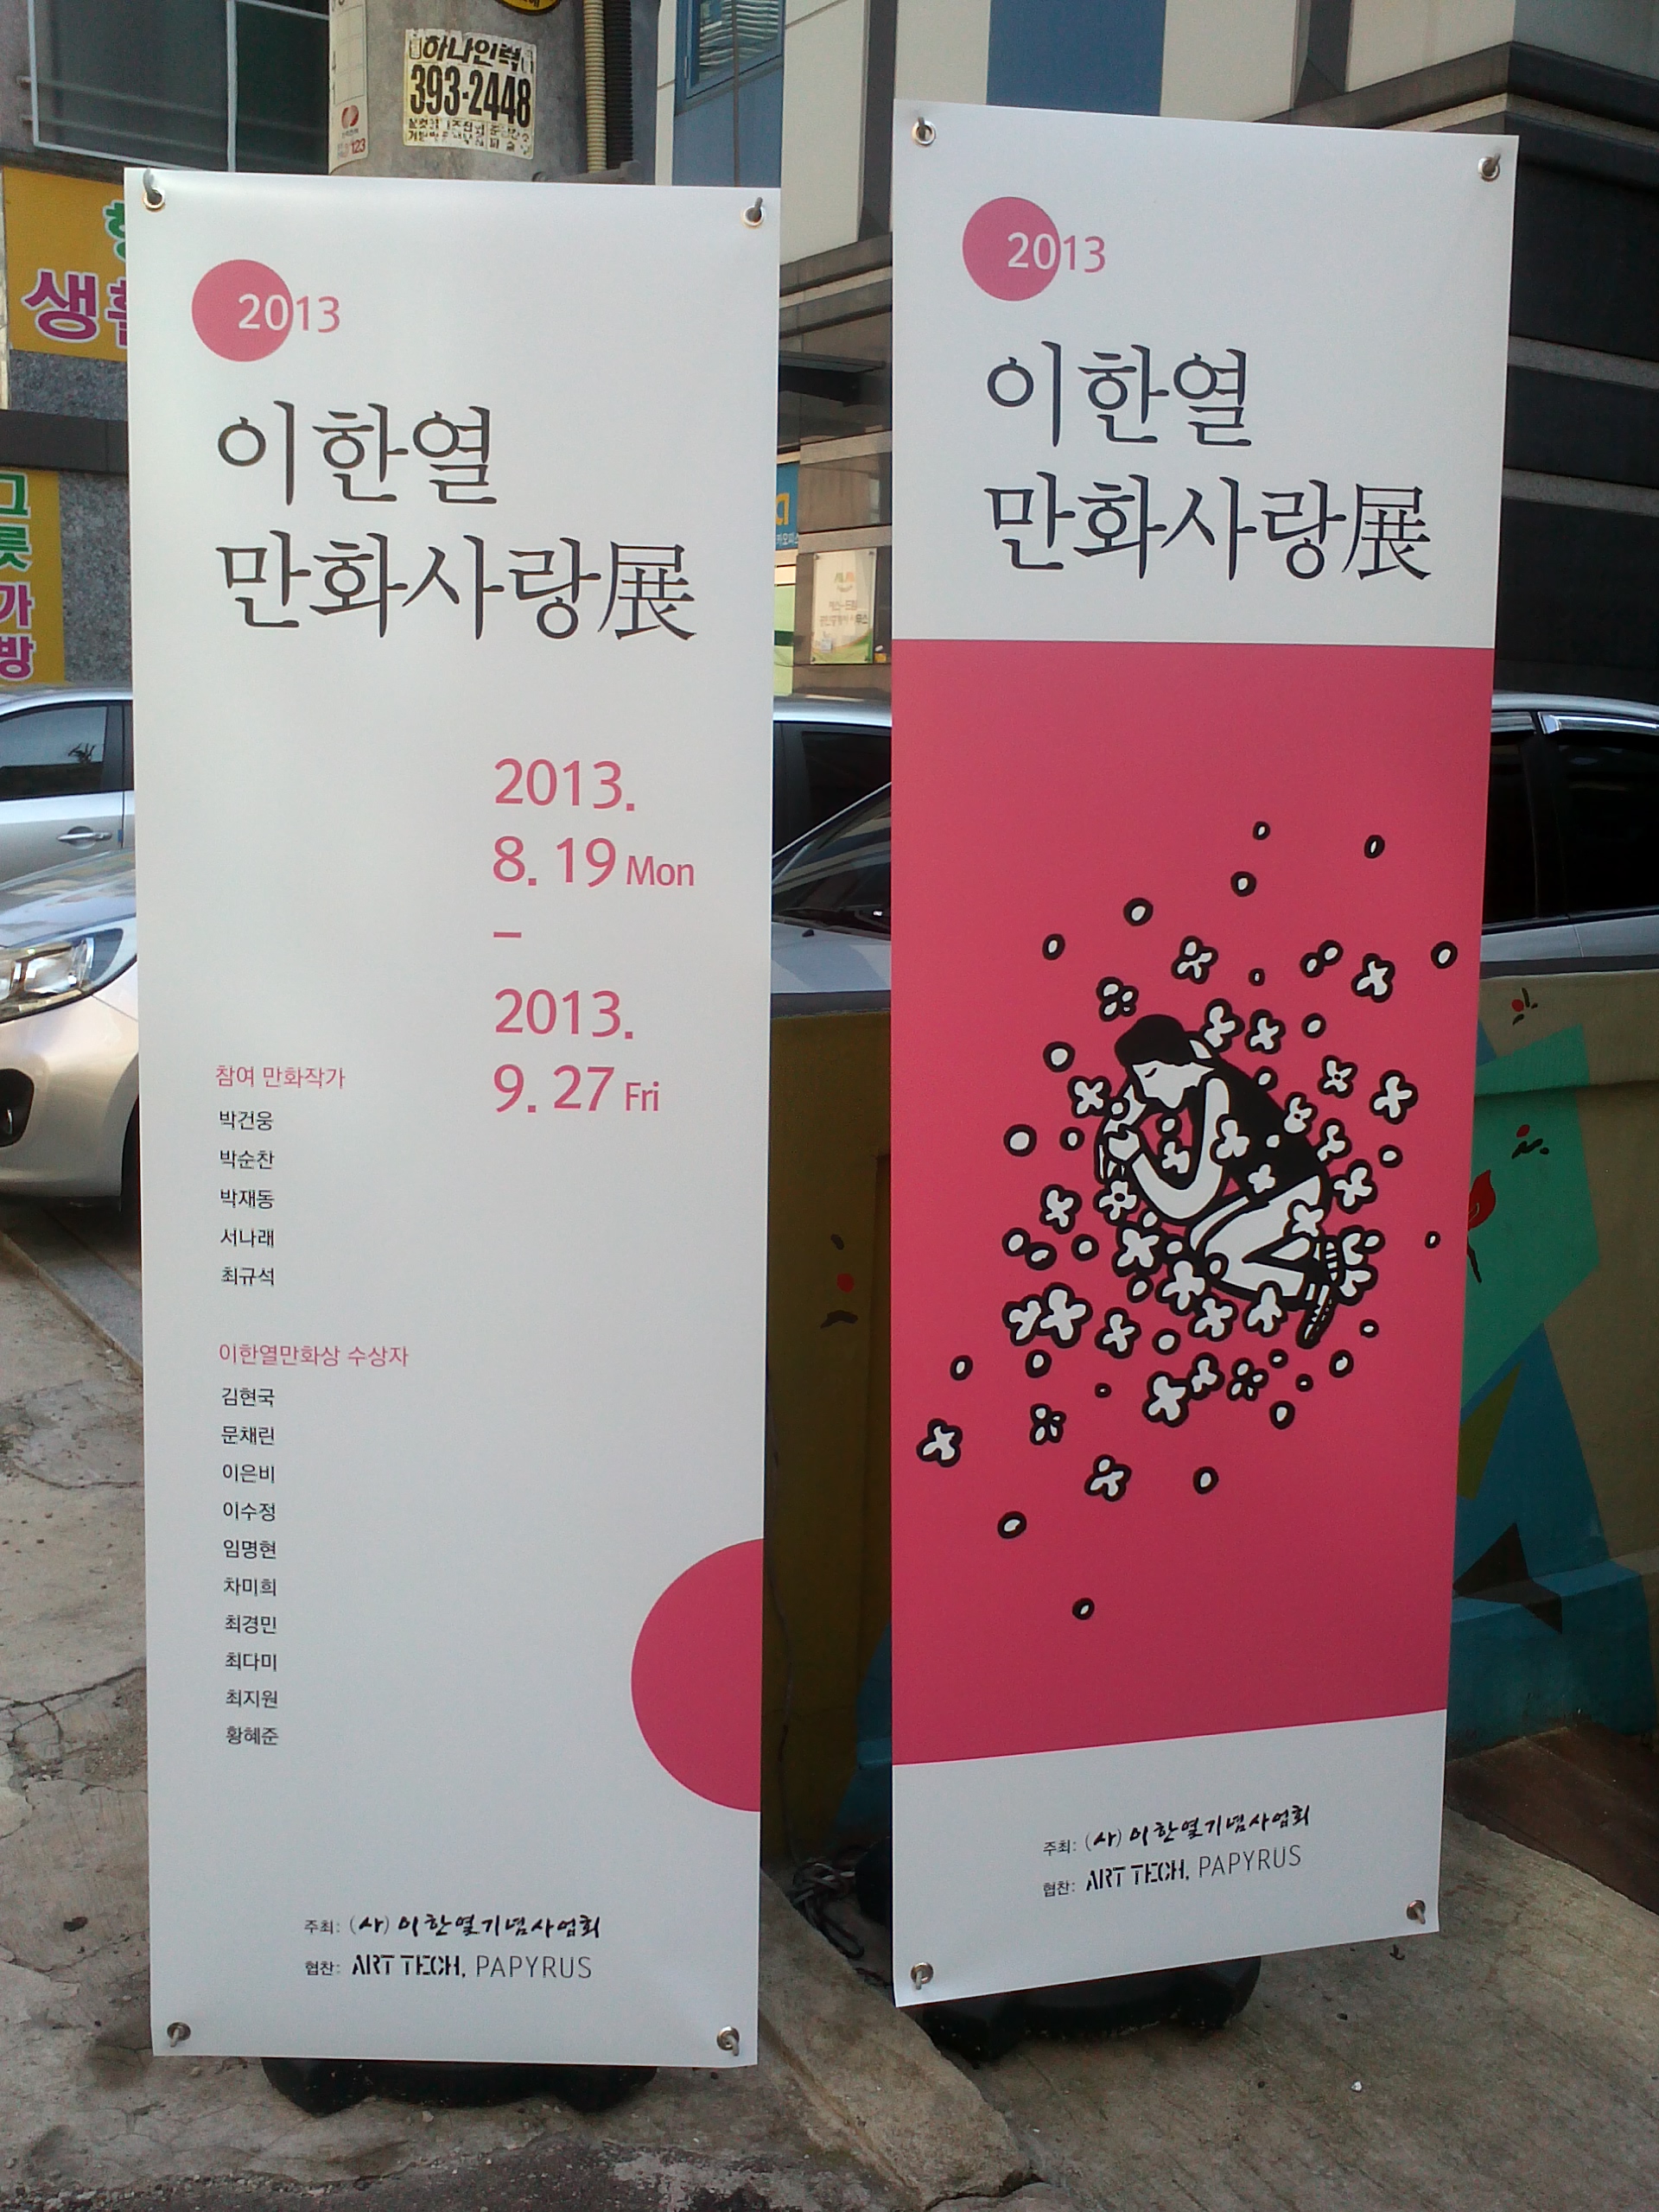 하나인력
393-2448
123
생
그
릇
가
방
2013
이한열
만화사랑展
2013.
8. 19 Mon
–
2013.
9. 27 Fri
참여 만화작가
박건웅
박순찬
박재동
서나래
최규석
이한열만화상 수상자
김현국
문채린
이은비
이수정
임명현
차미희
최경민
최다미
최지원
황혜준
주최: (사)이한열기념사업회
협찬: ART TECH, PAPYRUS
2013
이한열
만화사랑展
주최: (사)이한열기념사업회
협찬: ART TECH, PAPYRUS